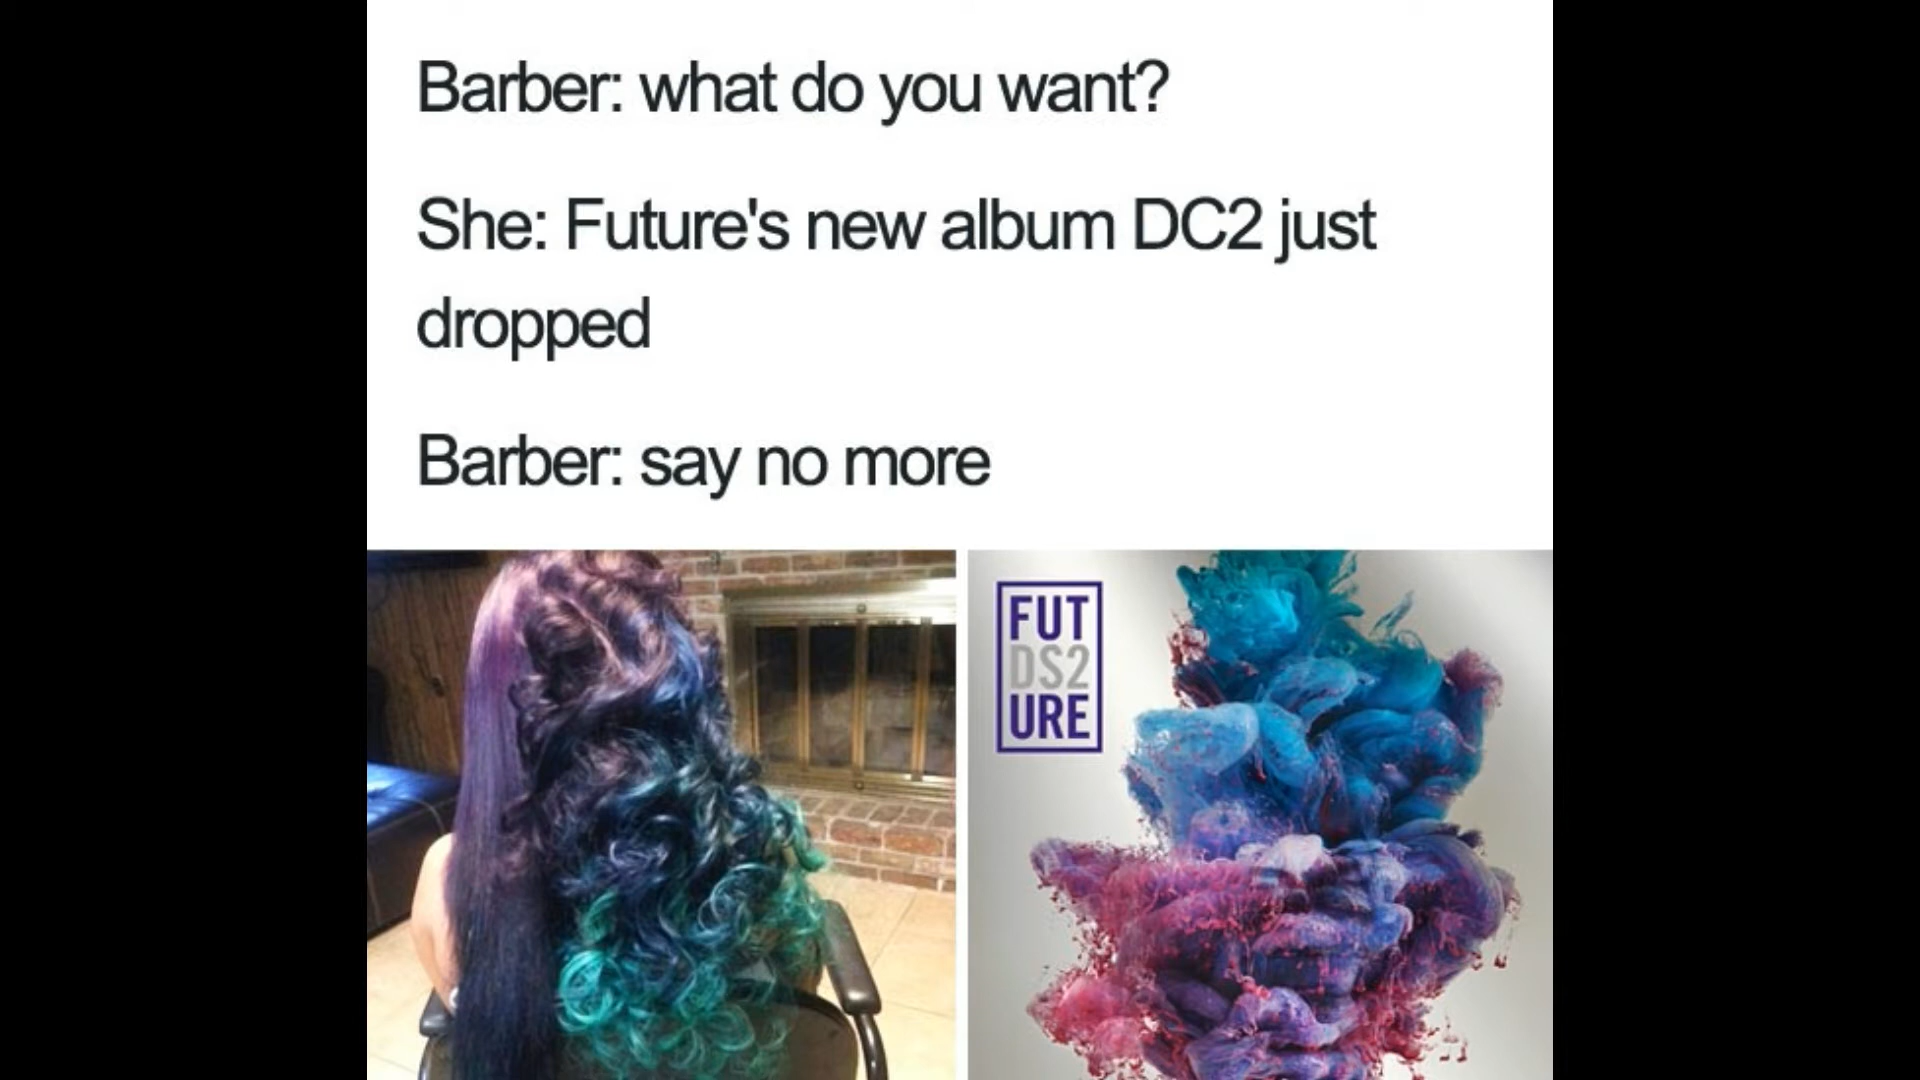 Barber: what do you want?
She: Future's new album DC2 just
dropped
Barber: say no more
FUT
DS2
URE